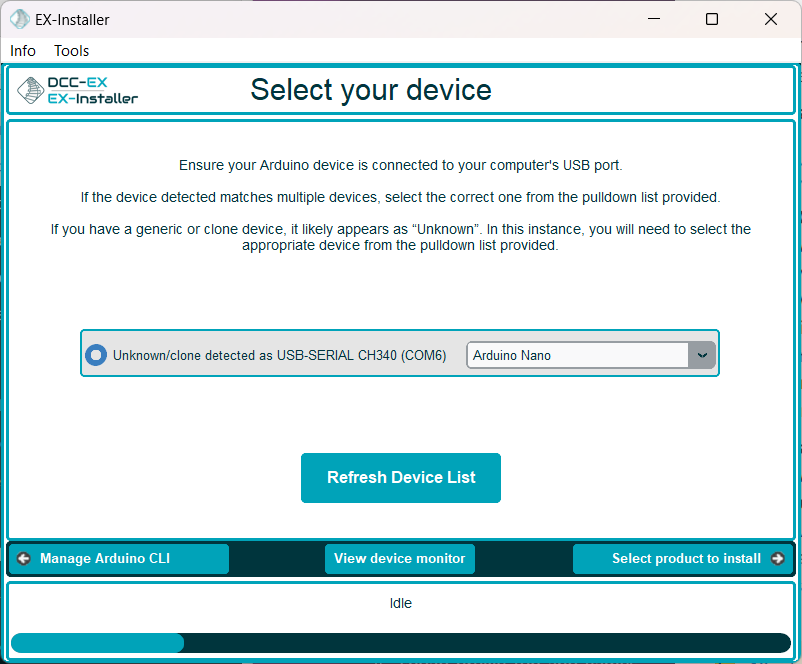 EX-Installer
Info Tools
DCC-EX
EX-Installer
Select your device
Ensure your Arduino device is connected to your computer's USB port.
If the device detected matches multiple devices, select the correct one from the pulldown list provided.
If you have a generic or clone device, it likely appears as “Unknown”. In this instance, you will need to select the
appropriate device from the pulldown list provided.
Unknown/clone detected as USB-SERIAL CH340 (COM6)
Arduino Nano
Refresh Device List
Manage Arduino CLI
View device monitor
Select product to install
Idle